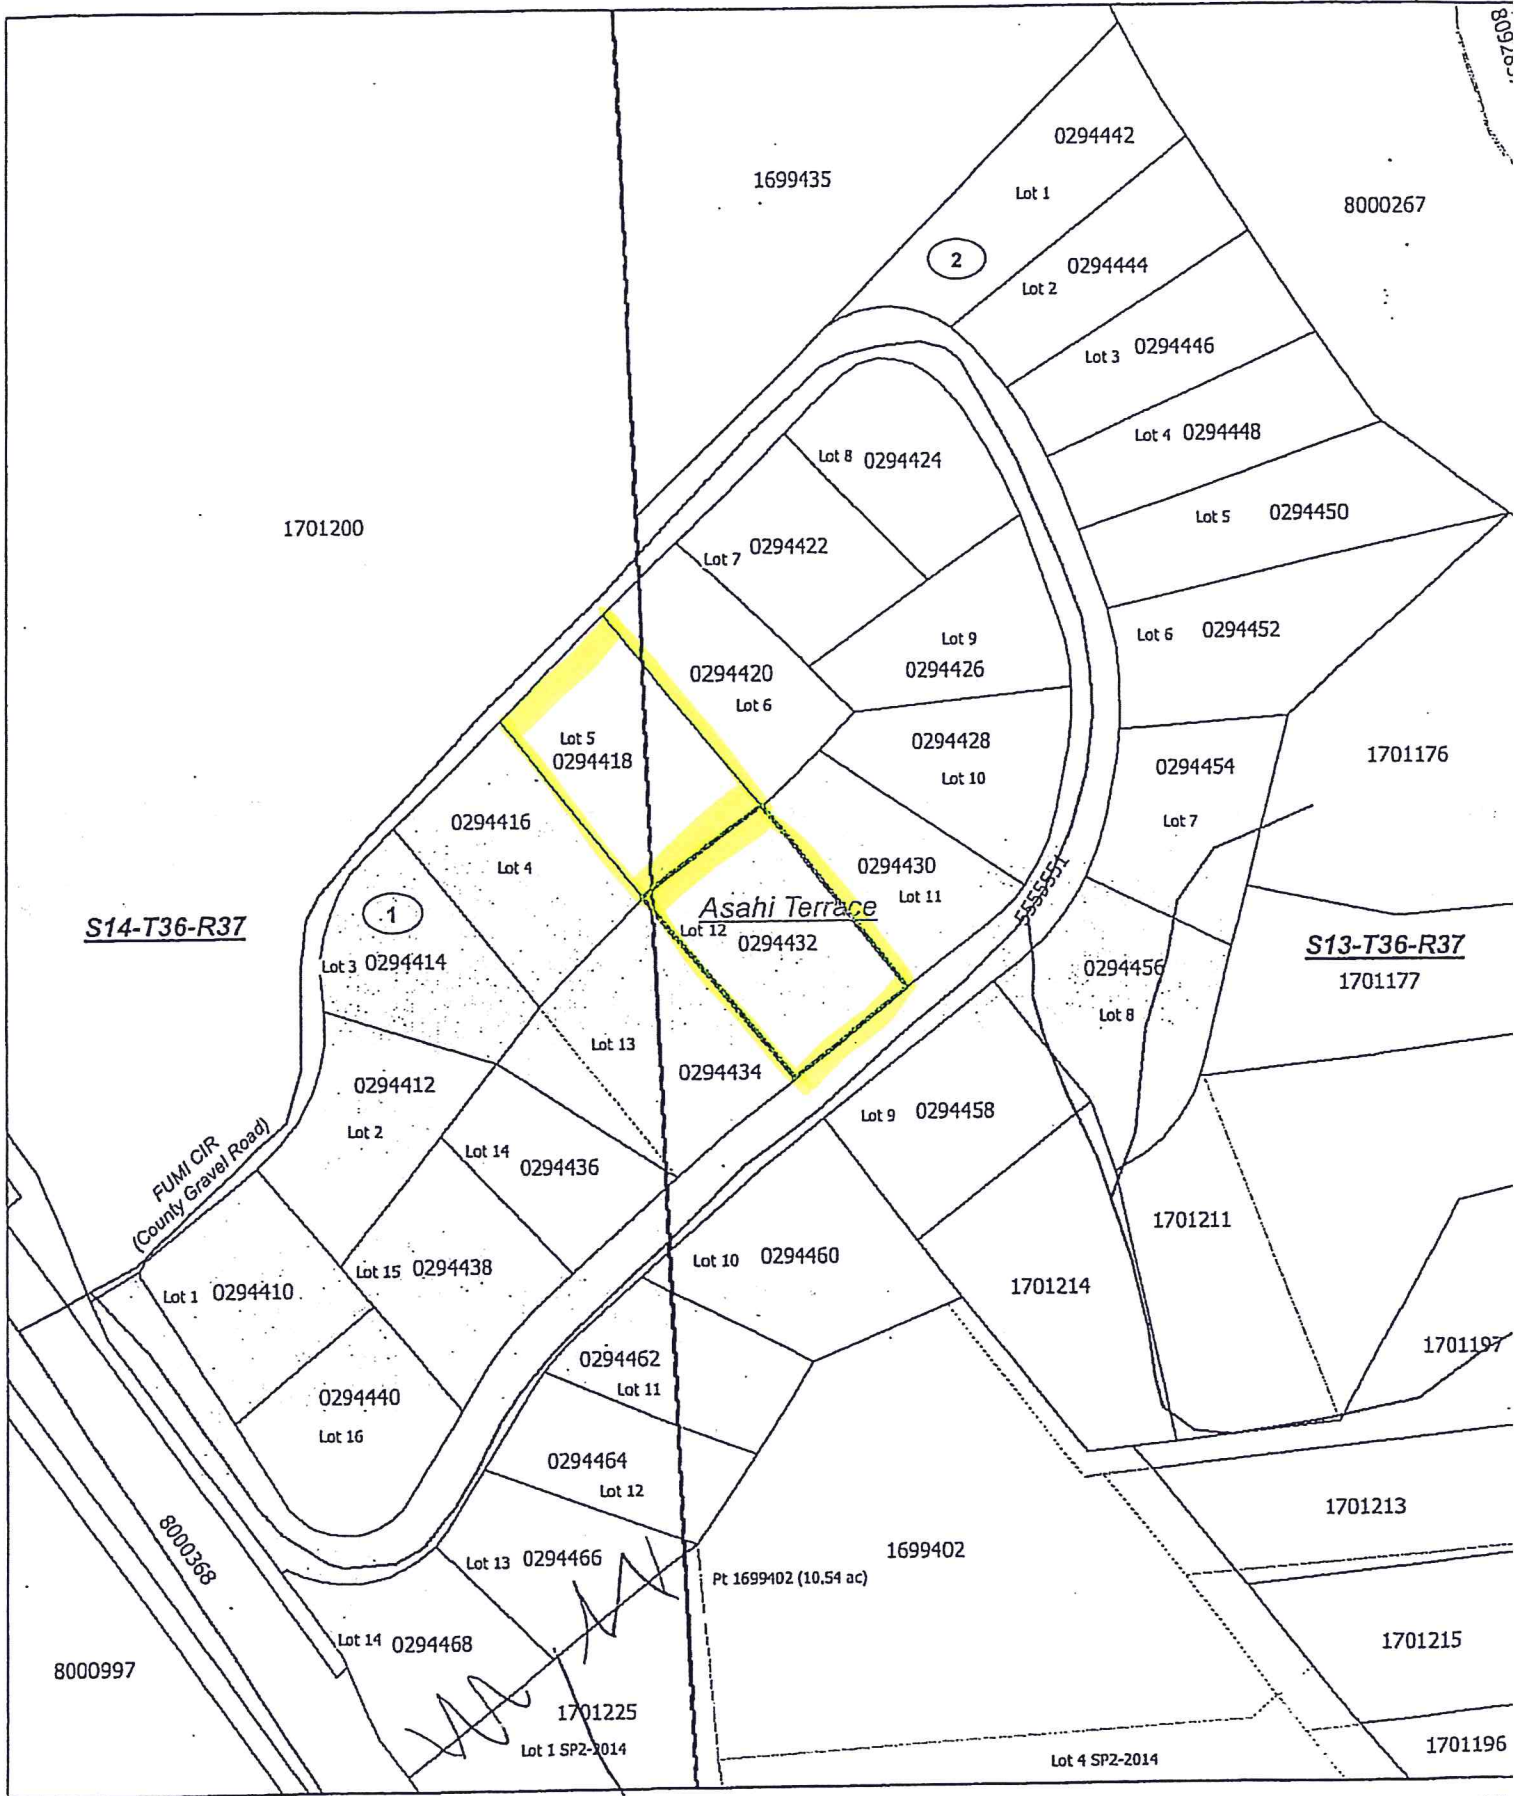 0294442
1699435
Lot 1
8000267
2
0294444
Lot 2
Lot 3 0294446
Lot 4 0294448
Lot 8 0294424
Lot 5 0294450
1701200
Lot 7 0294422
Lot 6 0294452
Lot 9
0294426
0294420
Lot 6
Lot 5
0294418
0294428
Lot 10
0294454
Lot 7
1701176
0294416
Lot 4
0294430
Lot 11
5555551
1
Asahi Terrace
Lot 12
0294432
S14-T36-R37
S13-T36-R37
1701177
Lot 3 0294414
0294456
Lot 8
Lot 13
0294434
0294412
Lot 2
Lot 9 0294458
FUMI CIR
(County Gravel Road)
Lot 14 0294436
1701211
Lot 10 0294460
Lot 15 0294438
Lot 1 0294410
1701214
1701197
0294462
Lot 11
0294440
Lot 16
0294464
Lot 12
1701213
8000368
Lot 13 0294466
1699402
Pt 1699402 (10.54 ac)
Lot 14 0294468
1701215
8000997
1701225
Lot 1 SP2-2014
Lot 4 SP2-2014
1701196